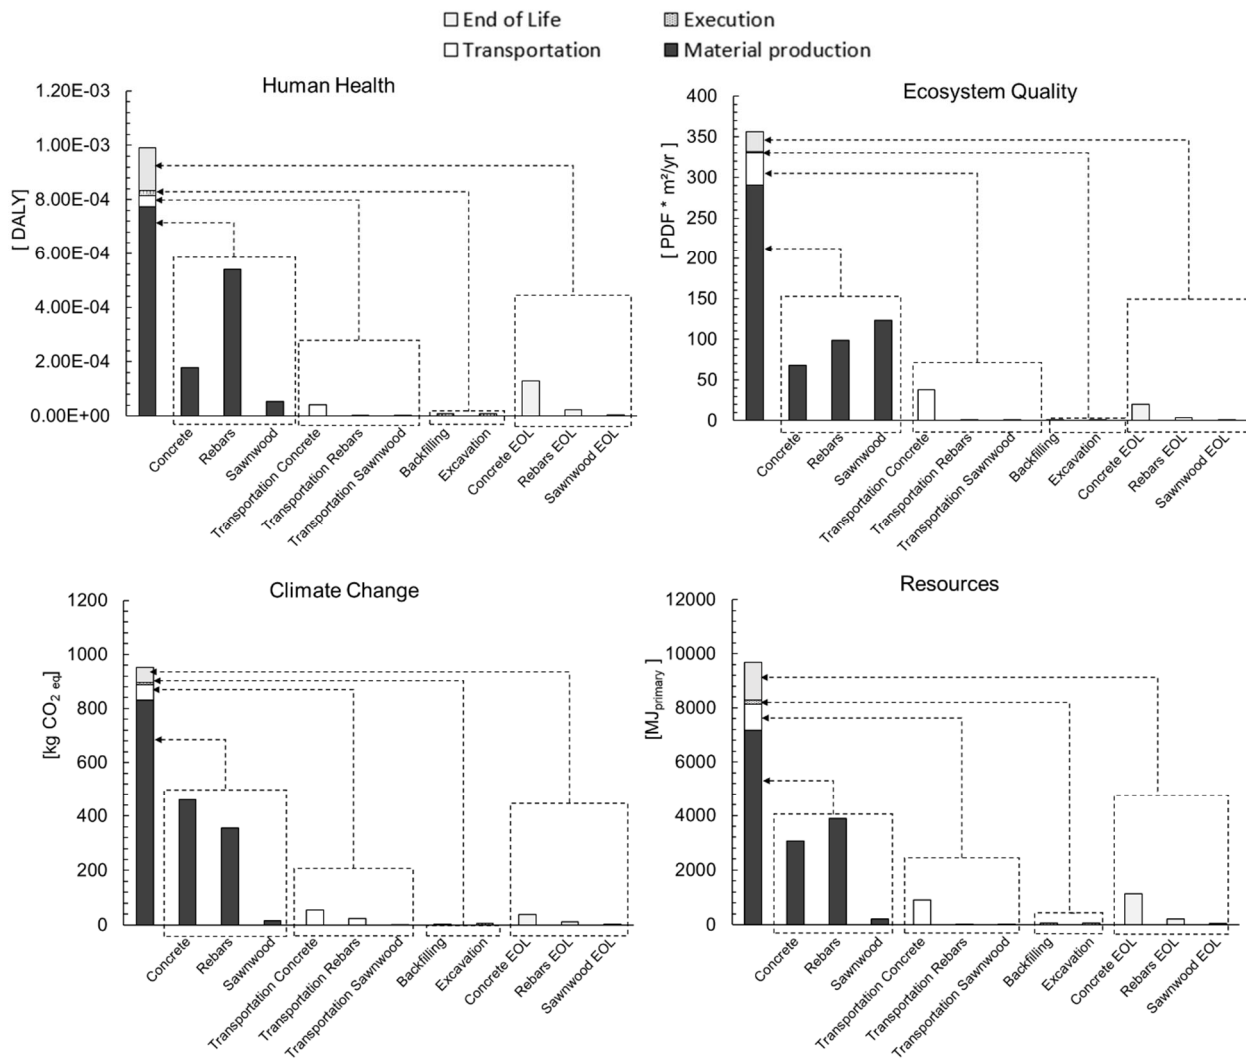 End of Life
Execution
Transportation
Material production
Human Health
[ DALY]
1.20E-03
1.00E-03
8.00E-04
6.00E-04
4.00E-04
2.00E-04
0.00E+00
Concrete
Rebars
Sawnwood
Transportation Concrete
Transportation Rebars
Transportation Sawnwood
Backfilling
Excavation
Concrete EOL
Rebars EOL
Sawnwood EOL
Ecosystem Quality
[ PDF * m²/yr]
400
350
300
250
200
150
100
50
0
Concrete
Rebars
Sawnwood
Transportation Concrete
Transportation Rebars
Transportation Sawnwood
Backfilling
Excavation
Concrete EOL
Rebars EOL
Sawnwood EOL
Climate Change
[kg CO2 eq]
1200
1000
800
600
400
200
0
Concrete
Rebars
Sawnwood
Transportation Concrete
Transportation Rebars
Transportation Sawnwood
Backfilling
Excavation
Concrete EOL
Rebars EOL
Sawnwood EOL
Resources
[MJprimary ]
12000
10000
8000
6000
4000
2000
0
Concrete
Rebars
Sawnwood
Transportation Concrete
Transportation Rebars
Transportation Sawnwood
Backfilling
Excavation
Concrete EOL
Rebars EOL
Sawnwood EOL